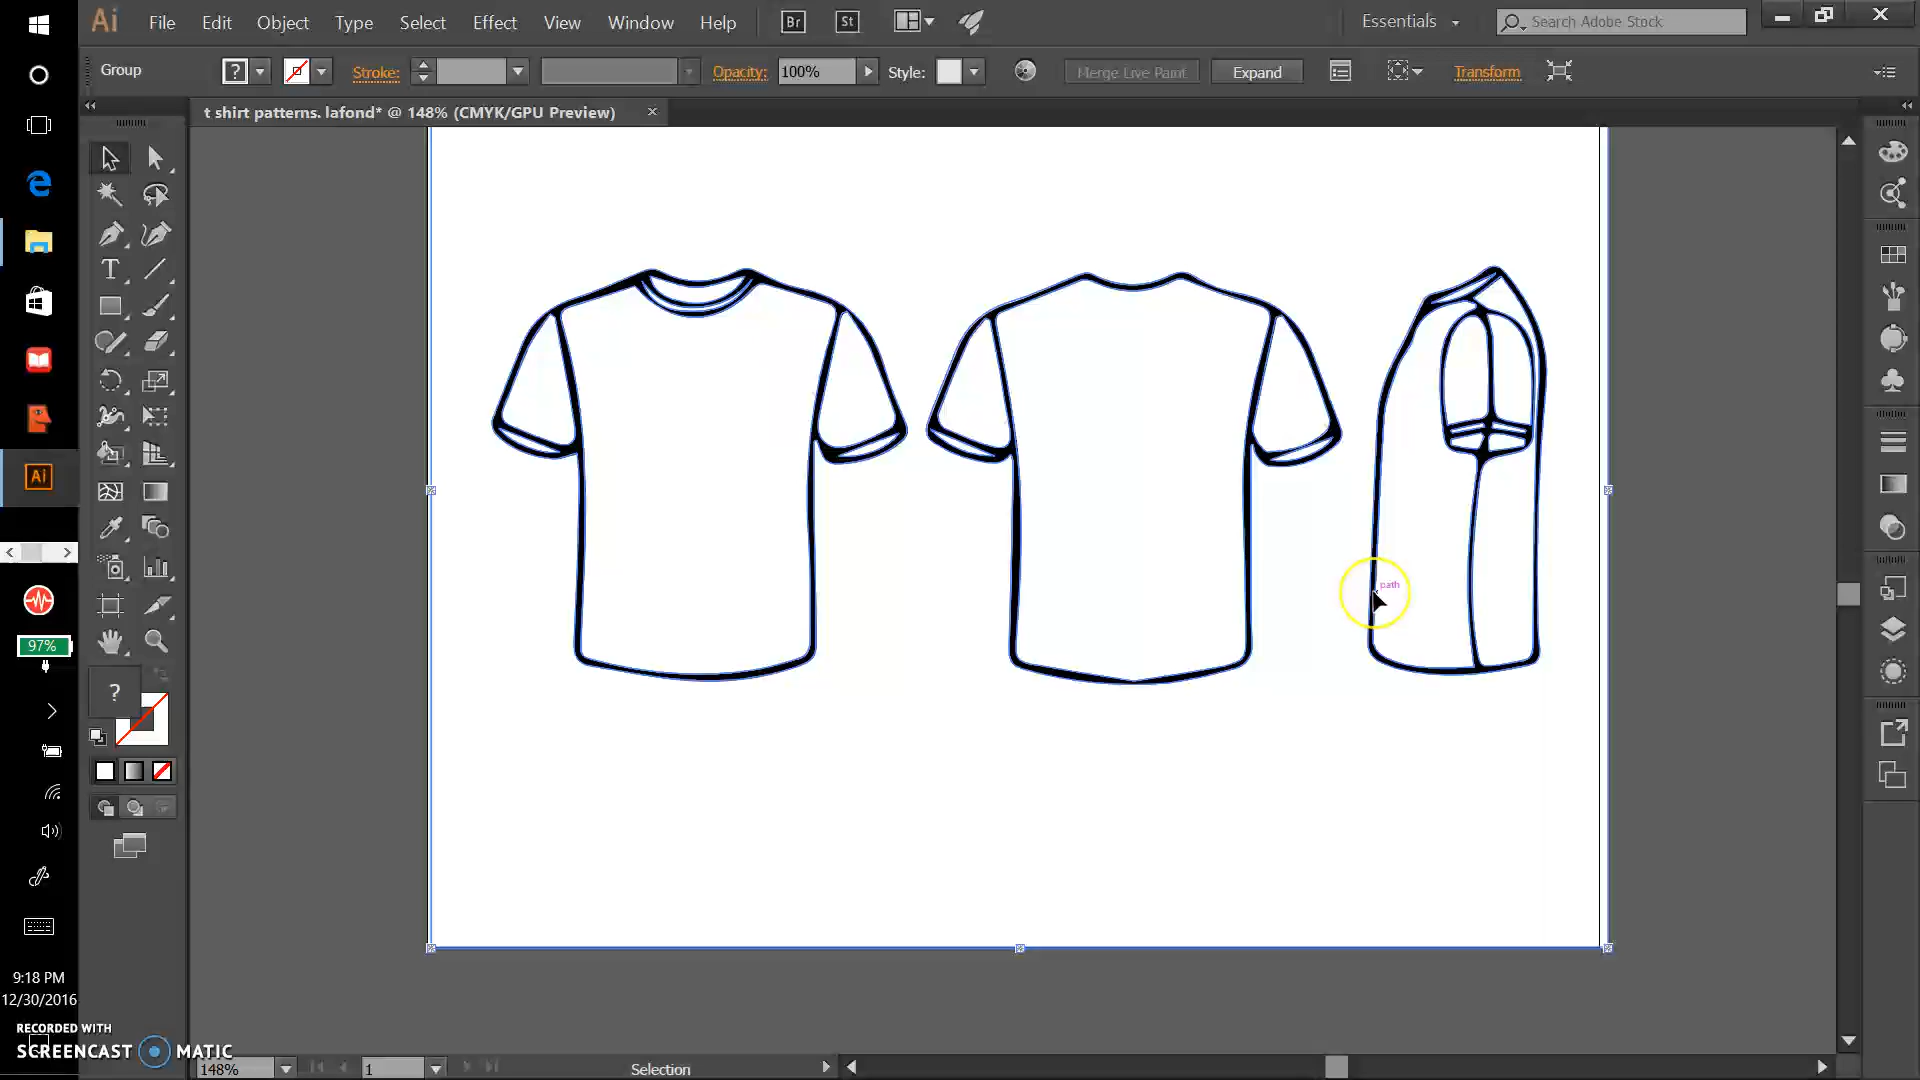 Ai File Edit Object Type Select Effect View Window Help Br St Essentials Search Adobe Stock
Group ? Stroke: Opacity: 100% Style: Merge Live Paint Expand Transform
t shirt patterns. lafond* @ 148% (CMYK/GPU Preview)
T
Ai
path
97%
?
9:18 PM
12/30/2016
RECORDED WITH
SCREENCAST MATIC
148% 1 Selection